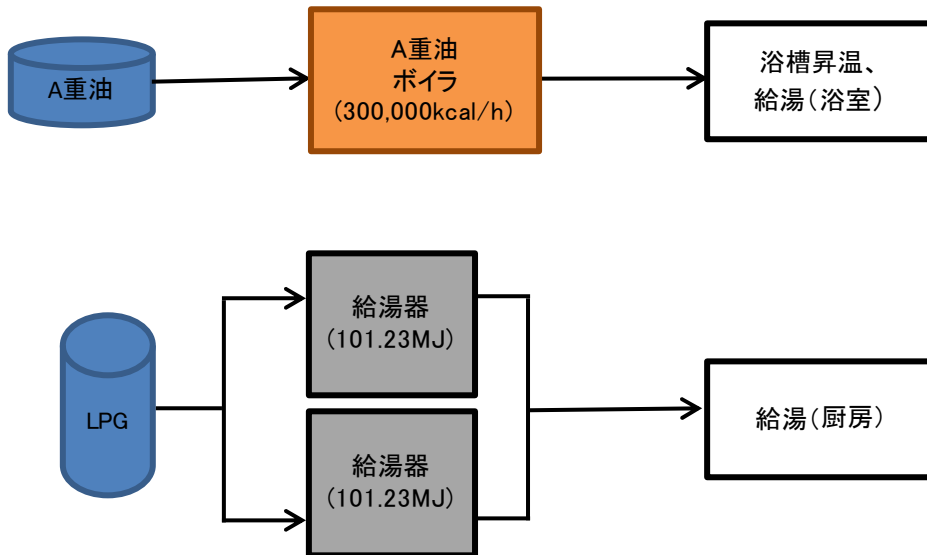 A重油
A重油
ボイラ
(300,000kcal/h)
浴槽昇温、
給湯(浴室)
LPG
給湯器
(101.23MJ)
給湯器
(101.23MJ)
給湯(厨房)